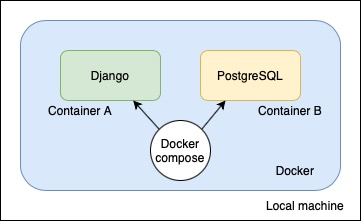 Django
PostgreSQL
Container A
Container B
Docker
compose
Docker
Local machine